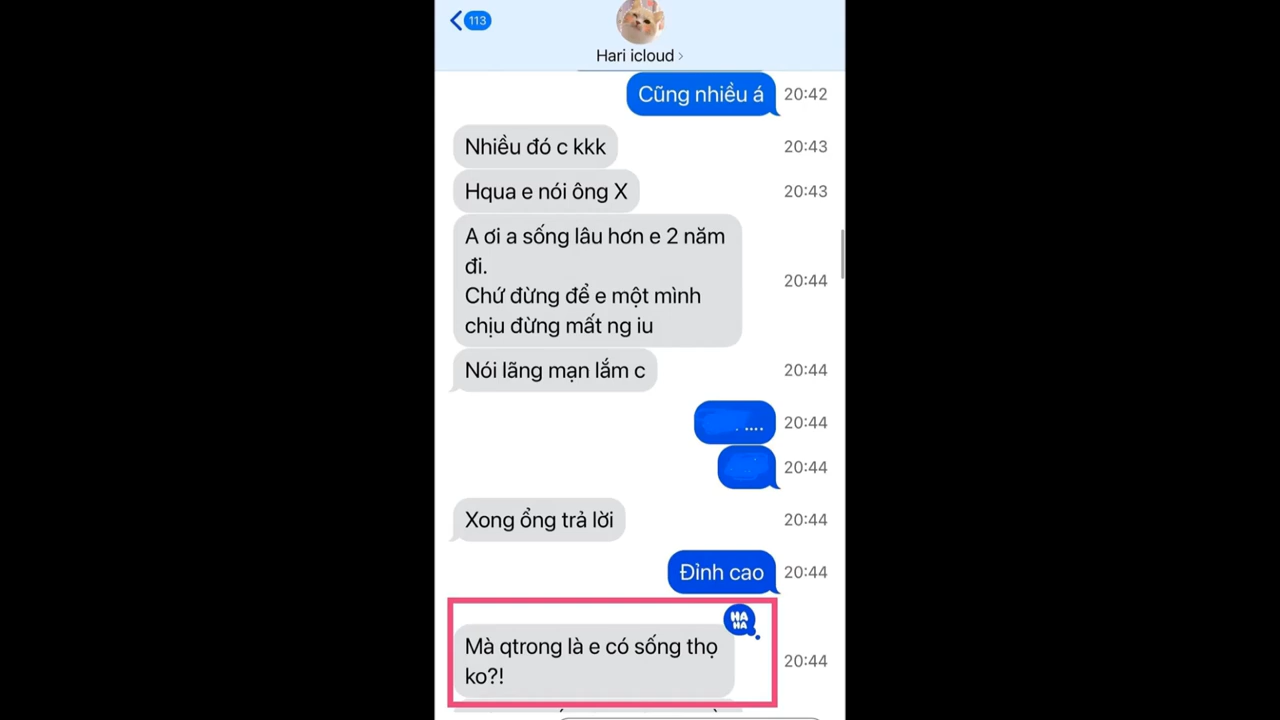 113
Hari icloud
Cũng nhiều á 20:42
Nhiều đó c kkk 20:43
Hqua e nói ông X 20:43
A ơi a sống lâu hơn e 2 năm
đi.
Chứ đừng để e một mình
chịu đừng mất ng iu
20:44
Nói lãng mạn lắm c 20:44
. .... 20:44
20:44
Xong ổng trả lời 20:44
Đỉnh cao 20:44
HA
HA
Mà qtrong là e có sống thọ
ko?!
20:44